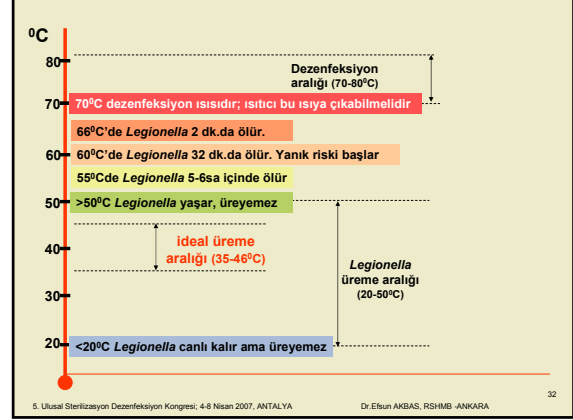 ⁰C
80
Dezenfeksiyon
aralığı (70-80⁰C)
70
70⁰C dezenfeksiyon ısısıdır; ısıtıcı bu ısıya çıkabilmelidir
66⁰C'de Legionella 2 dk.da ölür.
60
60⁰C'de Legionella 32 dk.da ölür. Yanık riski başlar
55⁰Cde Legionella 5-6sa içinde ölür
50
>50⁰C Legionella yaşar, üreyemez
ideal üreme
aralığı (35-46⁰C)
40
Legionella
üreme aralığı
(20-50⁰C)
30
20
<20⁰C Legionella canlı kalır ama üreyemez
32
5. Ulusal Sterilizasyon Dezenfeksiyon Kongresi; 4-8 Nisan 2007, ANTALYA
Dr.Efsun AKBAS, RSHMB -ANKARA